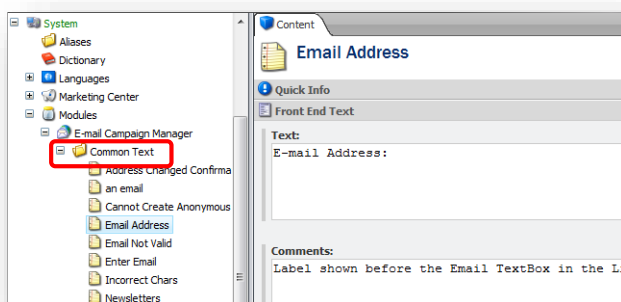 System
Aliases
Dictionary
Languages
Marketing Center
Modules
E-mail Campaign Manager
Common Text
Address Changed Confirma
an email
Cannot Create Anonymous
Email Address
Email Not Valid
Enter Email
Incorrect Chars
Newsletters
Content
Email Address
Quick Info
Front End Text
Text:
E-mail Address:
Comments:
Label shown before the Email TextBox in the Li